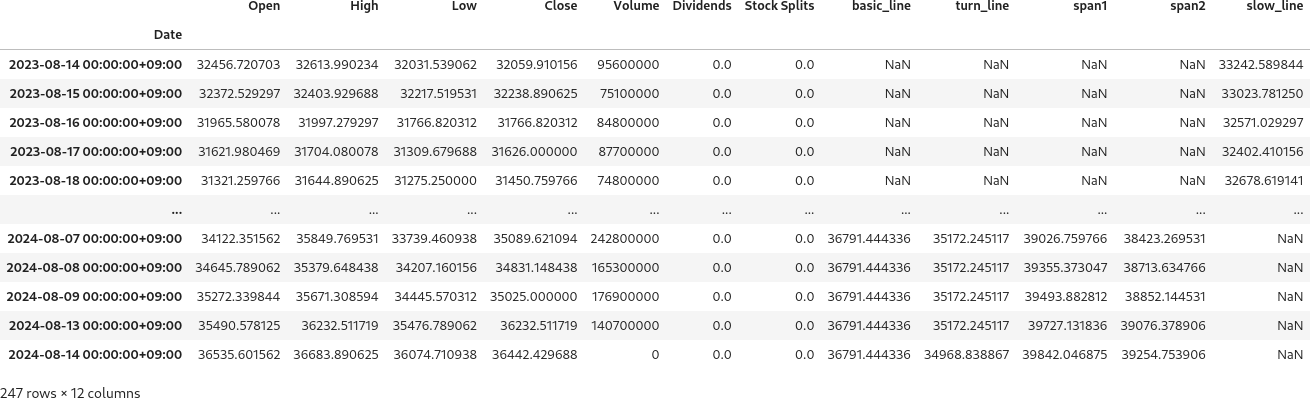 Open High Low Close Volume Dividends Stock Splits basic_line turn_line span1 span2 slow_line
Date
2023-08-14 00:00:00+09:00 32456.720703 32613.990234 32031.539062 32059.910156 95600000 0.0 0.0 NaN NaN NaN NaN 33242.589844
2023-08-15 00:00:00+09:00 32372.529297 32403.929688 32217.519531 32238.890625 75100000 0.0 0.0 NaN NaN NaN NaN 33023.781250
2023-08-16 00:00:00+09:00 31965.580078 31997.279297 31766.820312 31766.820312 84800000 0.0 0.0 NaN NaN NaN NaN 32571.029297
2023-08-17 00:00:00+09:00 31621.980469 31704.080078 31309.679688 31626.000000 87700000 0.0 0.0 NaN NaN NaN NaN 32402.410156
2023-08-18 00:00:00+09:00 31321.259766 31644.890625 31275.250000 31450.759766 74800000 0.0 0.0 NaN NaN NaN NaN 32678.619141
... ... ... ... ... ... ... ... ... ... ... ... ...
2024-08-07 00:00:00+09:00 34122.351562 35849.769531 33739.460938 35089.621094 242800000 0.0 0.0 36791.444336 35172.245117 39026.759766 38423.269531 NaN
2024-08-08 00:00:00+09:00 34645.789062 35379.648438 34207.160156 34831.148438 165300000 0.0 0.0 36791.444336 35172.245117 39355.373047 38713.634766 NaN
2024-08-09 00:00:00+09:00 35272.339844 35671.308594 34445.570312 35025.000000 176900000 0.0 0.0 36791.444336 35172.245117 39493.882812 38852.144531 NaN
2024-08-13 00:00:00+09:00 35490.578125 36232.511719 35476.789062 36232.511719 140700000 0.0 0.0 36791.444336 35172.245117 39727.131836 39076.378906 NaN
2024-08-14 00:00:00+09:00 36535.601562 36683.890625 36074.710938 36442.429688 0 0.0 0.0 36791.444336 34968.838867 39842.046875 39254.753906 NaN
247 rows × 12 columns